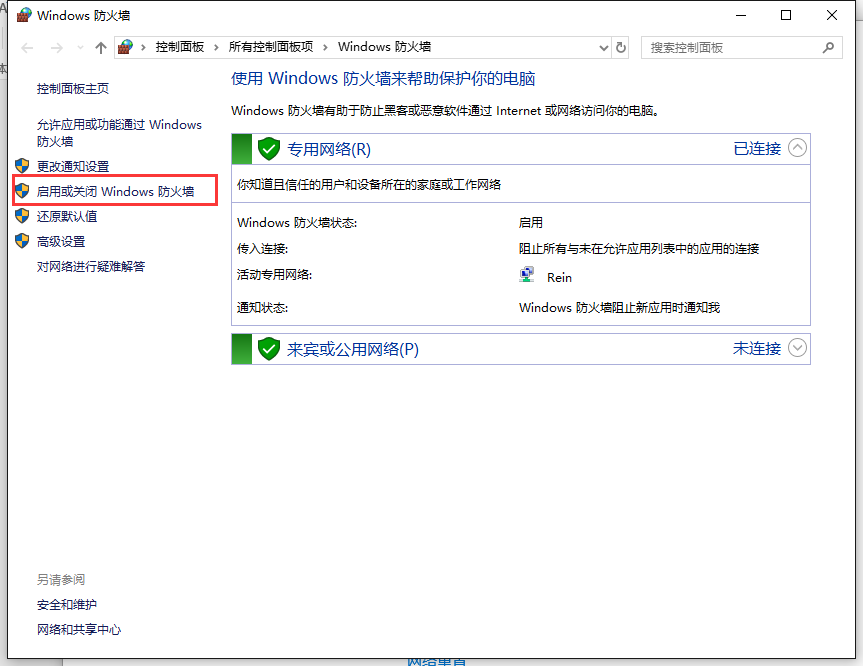 Windows 防火墙
控制面板 › 所有控制面板项 › Windows 防火墙
搜索控制面板
控制面板主页
允许应用或功能通过 Windows
防火墙
更改通知设置
启用或关闭 Windows 防火墙
还原默认值
高级设置
对网络进行疑难解答
使用 Windows 防火墙来帮助保护你的电脑
Windows 防火墙有助于防止黑客或恶意软件通过 Internet 或网络访问你的电脑。
专用网络(R) 已连接
你知道且信任的用户和设备所在的家庭或工作网络
Windows 防火墙状态: 启用
传入连接: 阻止所有与未在允许应用列表中的应用的连接
活动专用网络: Rein
通知状态: Windows 防火墙阻止新应用时通知我
来宾或公用网络(P) 未连接
另请参阅
安全和维护
网络和共享中心
网络重置